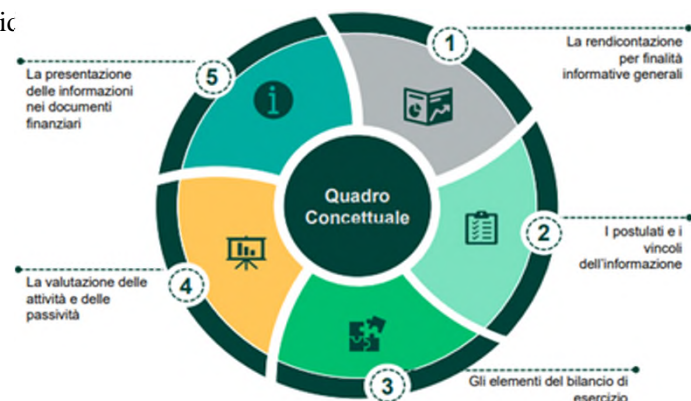 1
La rendicontazione
per finalità
informative generali
2
I postulati e i
vincoli
dell'informazione
3
Gli elementi del bilancio di
esercizio
4
La valutazione delle
attività e delle
passività
5
La presentazione
delle informazioni
nei documenti
finanziari
Quadro
Concettuale